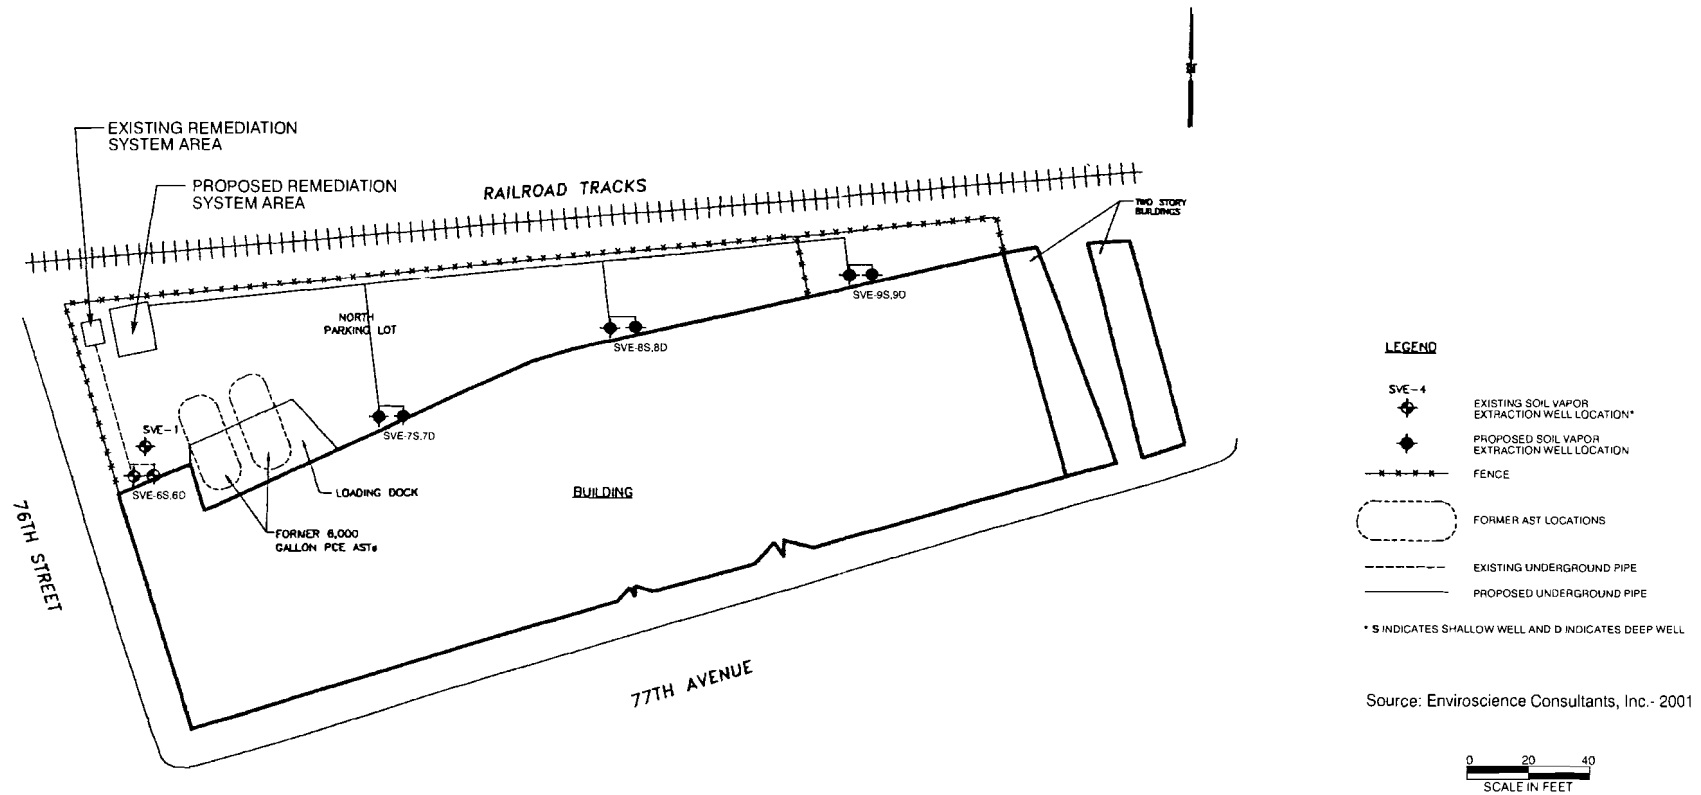 EXISTING REMEDIATION
SYSTEM AREA
PROPOSED REMEDIATION
SYSTEM AREA
RAILROAD TRACKS
TWO STORY
BUILDINGS
NORTH
PARKING LOT
SVE-9S,9D
SVE-8S,8D
SVE-7S,7D
SVE-1
SVE-6S,6D
LOADING DOCK
BUILDING
FORMER 6,000
GALLON PCE ASTs
76TH STREET
77TH AVENUE
N
LEGEND
SVE-4
EXISTING SOIL VAPOR
EXTRACTION WELL LOCATION*
PROPOSED SOIL VAPOR
EXTRACTION WELL LOCATION
FENCE
FORMER AST LOCATIONS
EXISTING UNDERGROUND PIPE
PROPOSED UNDERGROUND PIPE
* S INDICATES SHALLOW WELL AND D INDICATES DEEP WELL
Source: Enviroscience Consultants, Inc.- 2001
0 20 40
SCALE IN FEET